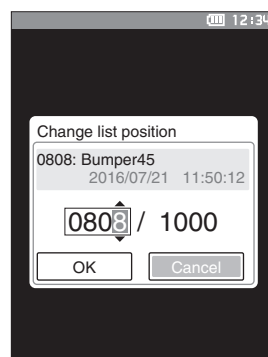 12:34
Change list position
0808: Bumper45
2016/07/21 11:50:12
0808 / 1000
OK Cancel